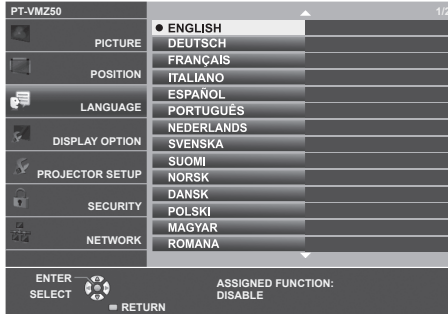 PT-VMZ50 1/2
PICTURE
POSITION
LANGUAGE
DISPLAY OPTION
PROJECTOR SETUP
SECURITY
NETWORK
ENGLISH
DEUTSCH
FRANÇAIS
ITALIANO
ESPAÑOL
PORTUGUÊS
NEDERLANDS
SVENSKA
SUOMI
NORSK
DANSK
POLSKI
MAGYAR
ROMANA
ENTER
SELECT
RETURN
ASSIGNED FUNCTION:
DISABLE